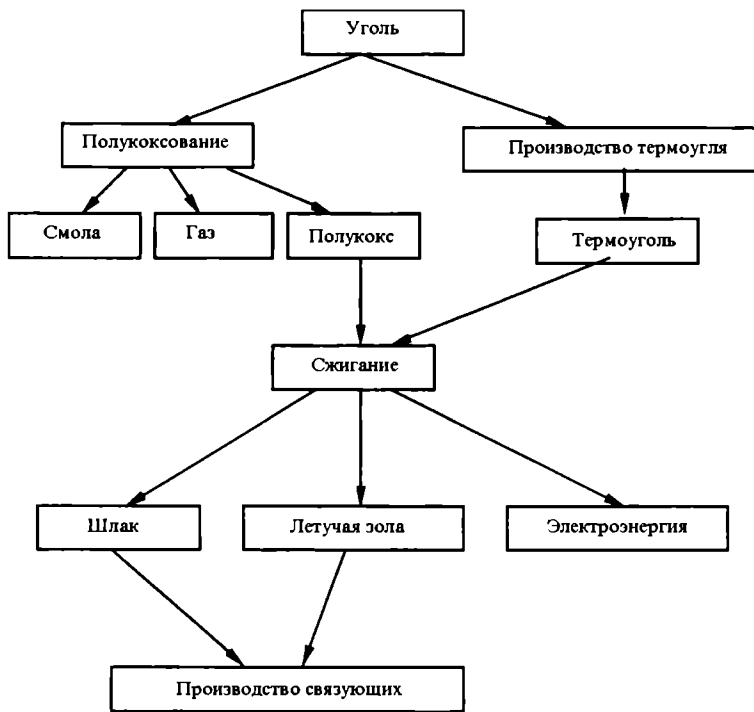 Уголь
Полукоксование
Производство термоугля
Смола
Газ
Полукокс
Термоуголь
Сжигание
Шлак
Летучая зола
Электроэнергия
Производство связующих